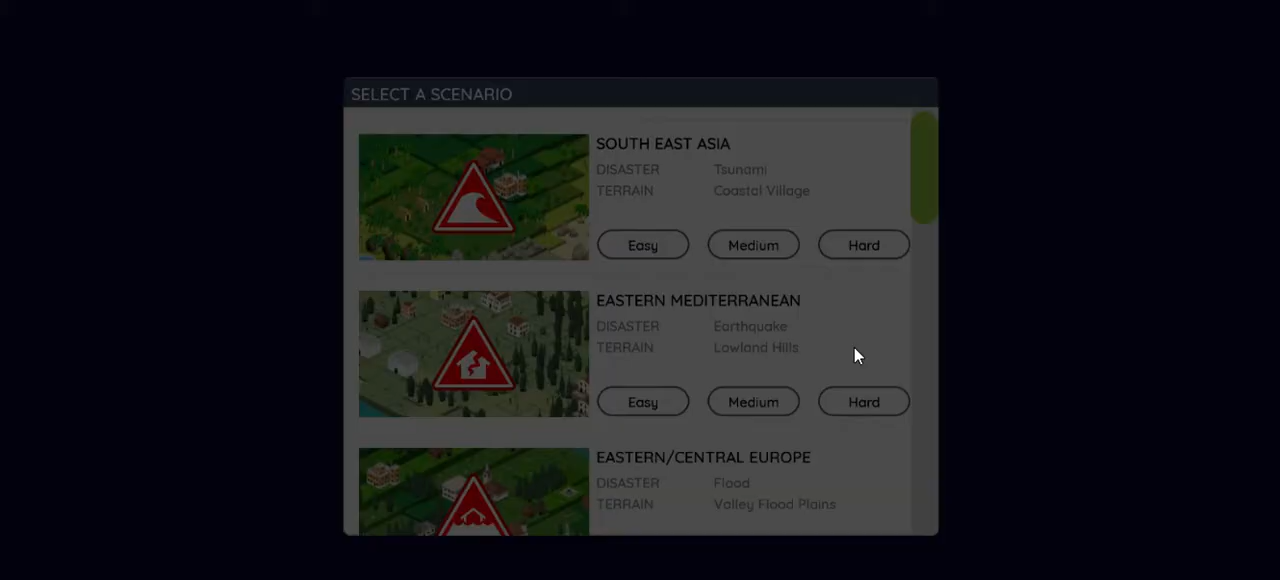 SELECT A SCENARIO
SOUTH EAST ASIA
DISASTER Tsunami
TERRAIN Coastal Village
Easy Medium Hard
EASTERN MEDITERRANEAN
DISASTER Earthquake
TERRAIN Lowland Hills
Easy Medium Hard
EASTERN/CENTRAL EUROPE
DISASTER Flood
TERRAIN Valley Flood Plains